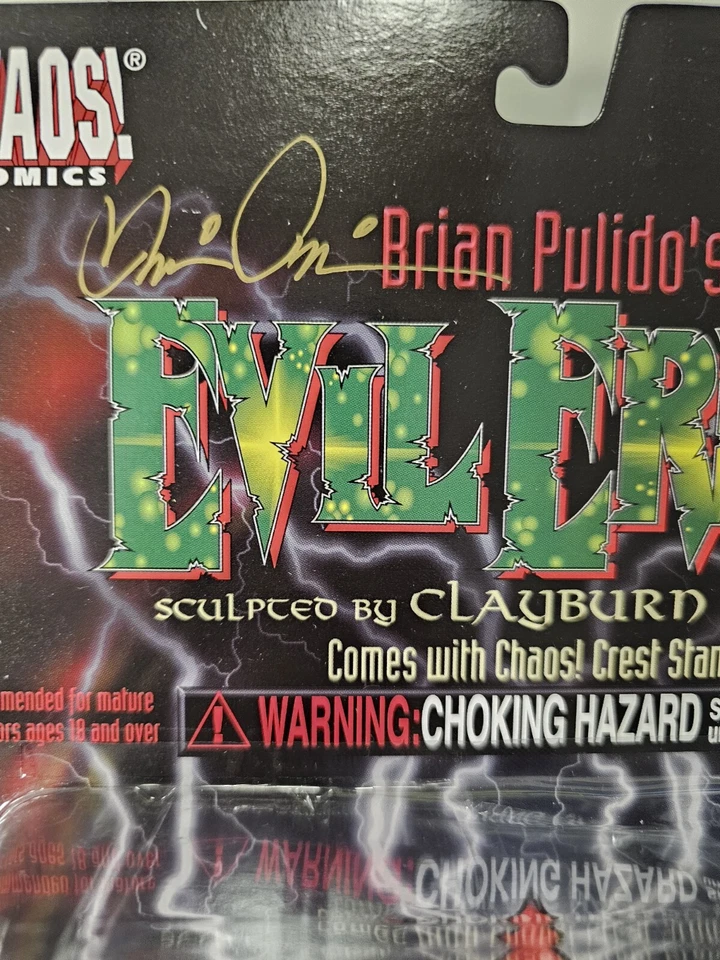 HAOS!®
OMICS
Brian Pulido's
EVIL ER
SCULPTED BY CLAYBURN
Comes with Chaos! Crest Stan
mended for mature
ors ages 18 and over
WARNING: CHOKING HAZARD